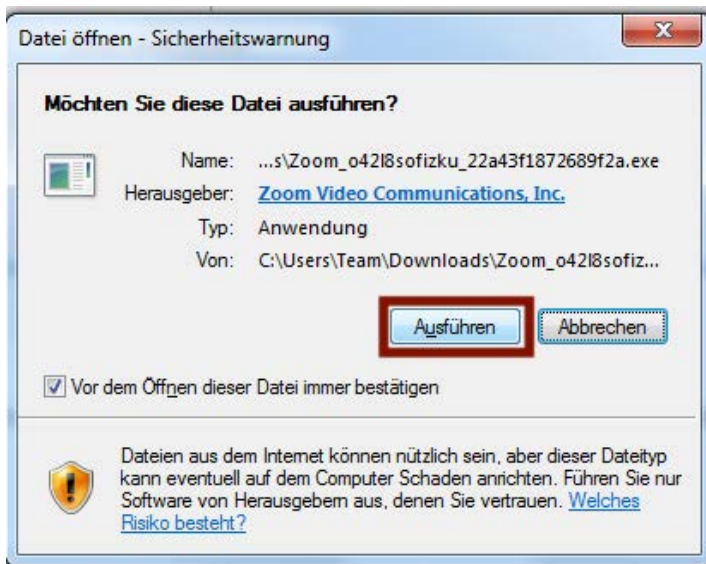 Datei öffnen - Sicherheitswarnung
Möchten Sie diese Datei ausführen?
Name: ...s\Zoom_o42l8sofizku_22a43f1872689f2a.exe
Herausgeber: Zoom Video Communications, Inc.
Typ: Anwendung
Von: C:\Users\Team\Downloads\Zoom_o42l8sofiz...
Ausführen Abbrechen
Vor dem Öffnen dieser Datei immer bestätigen
Dateien aus dem Internet können nützlich sein, aber dieser Dateityp
kann eventuell auf dem Computer Schaden anrichten. Führen Sie nur
Software von Herausgebern aus, denen Sie vertrauen. Welches
Risiko besteht?